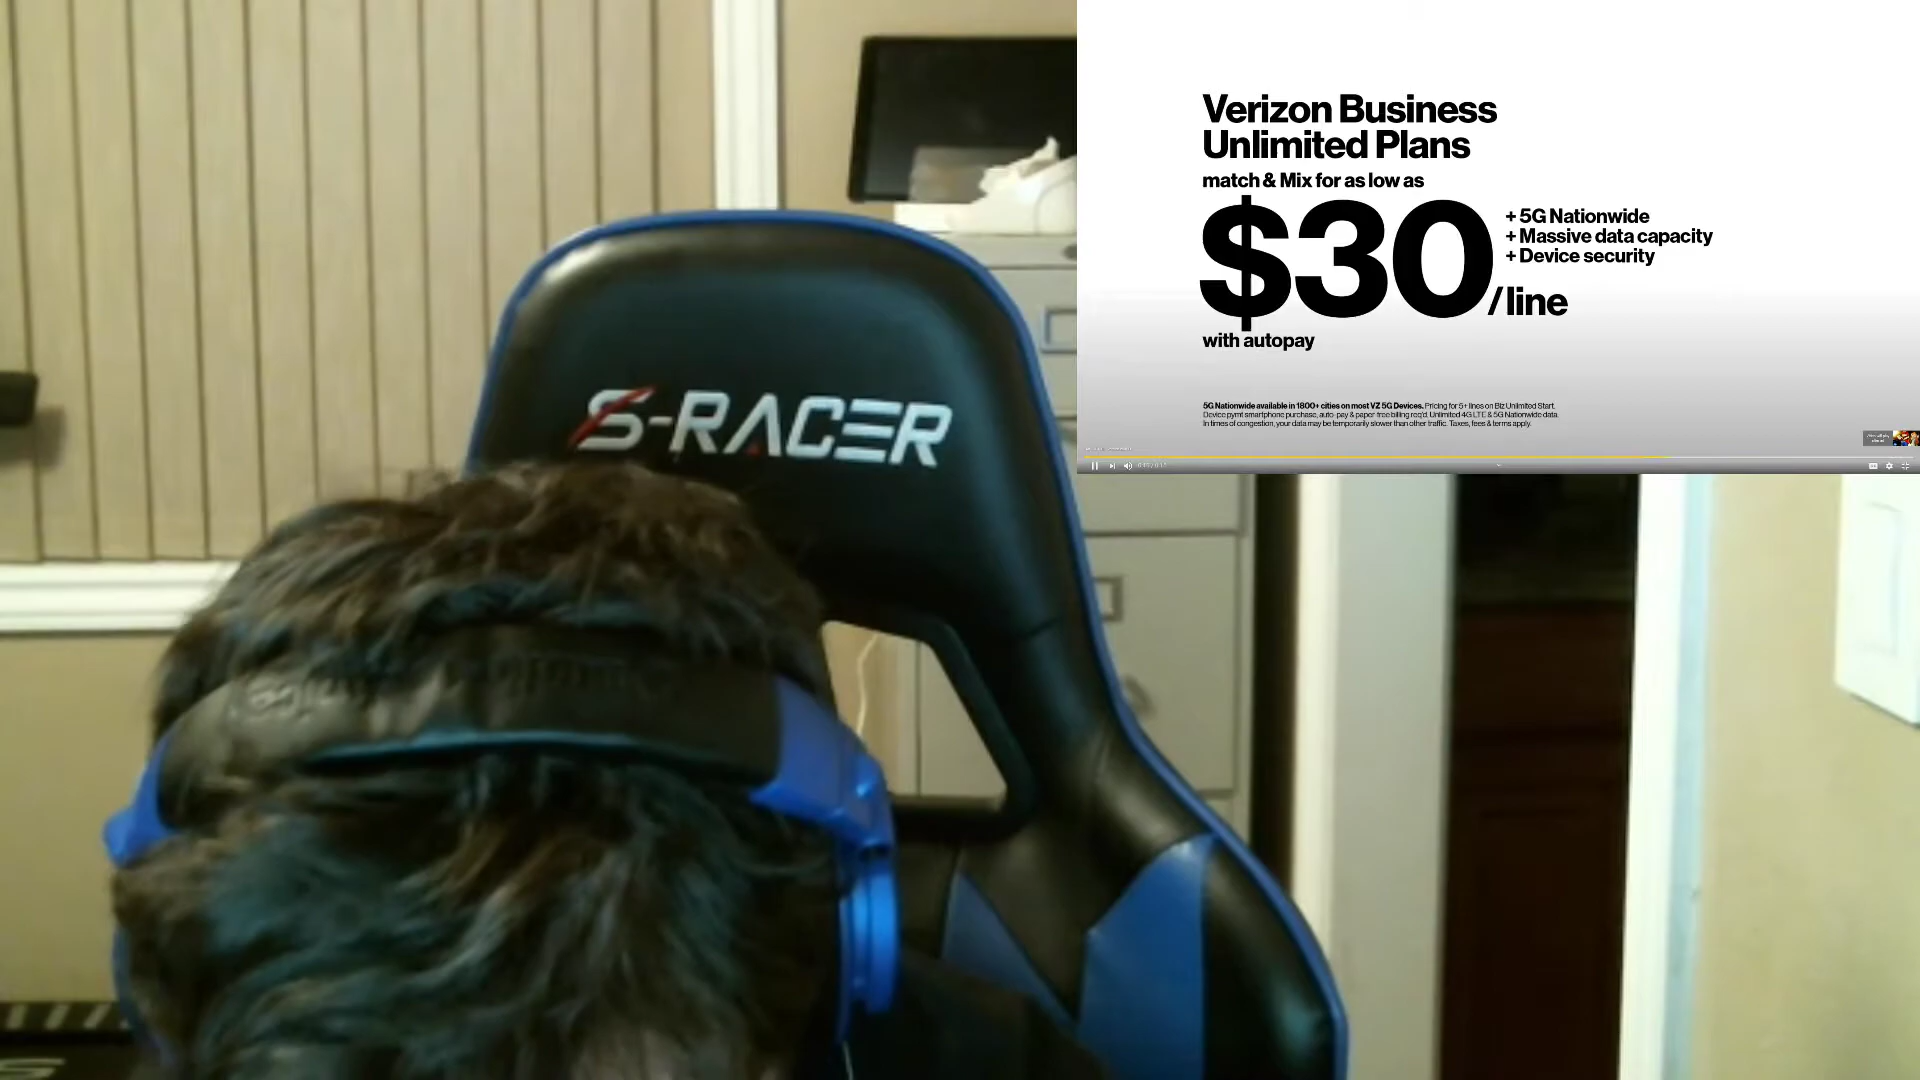 Verizon Business
Unlimited Plans
match & Mix for as low as
$30
/line
+ 5G Nationwide
+ Massive data capacity
+ Device security
with autopay
5G Nationwide available in 1800+ cities on most VZ 5G Devices. Pricing for 5+ lines on Biz Unlimited Start.
Device pymt smartphone purchase, auto-pay & paper-free billing req'd. Unlimited 4G LTE & 5G Nationwide data.
In times of congestion, your data may be temporarily slower than other traffic. Taxes, fees & terms apply.
S-RACER